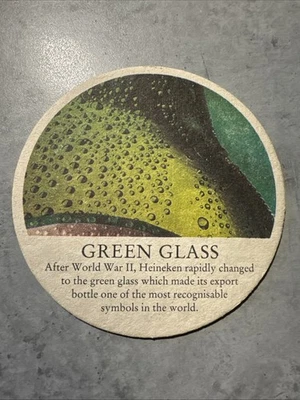 GREEN GLASS
After World War II, Heineken rapidly changed
to the green glass which made its export
bottle one of the most recognisable
symbols in the world.